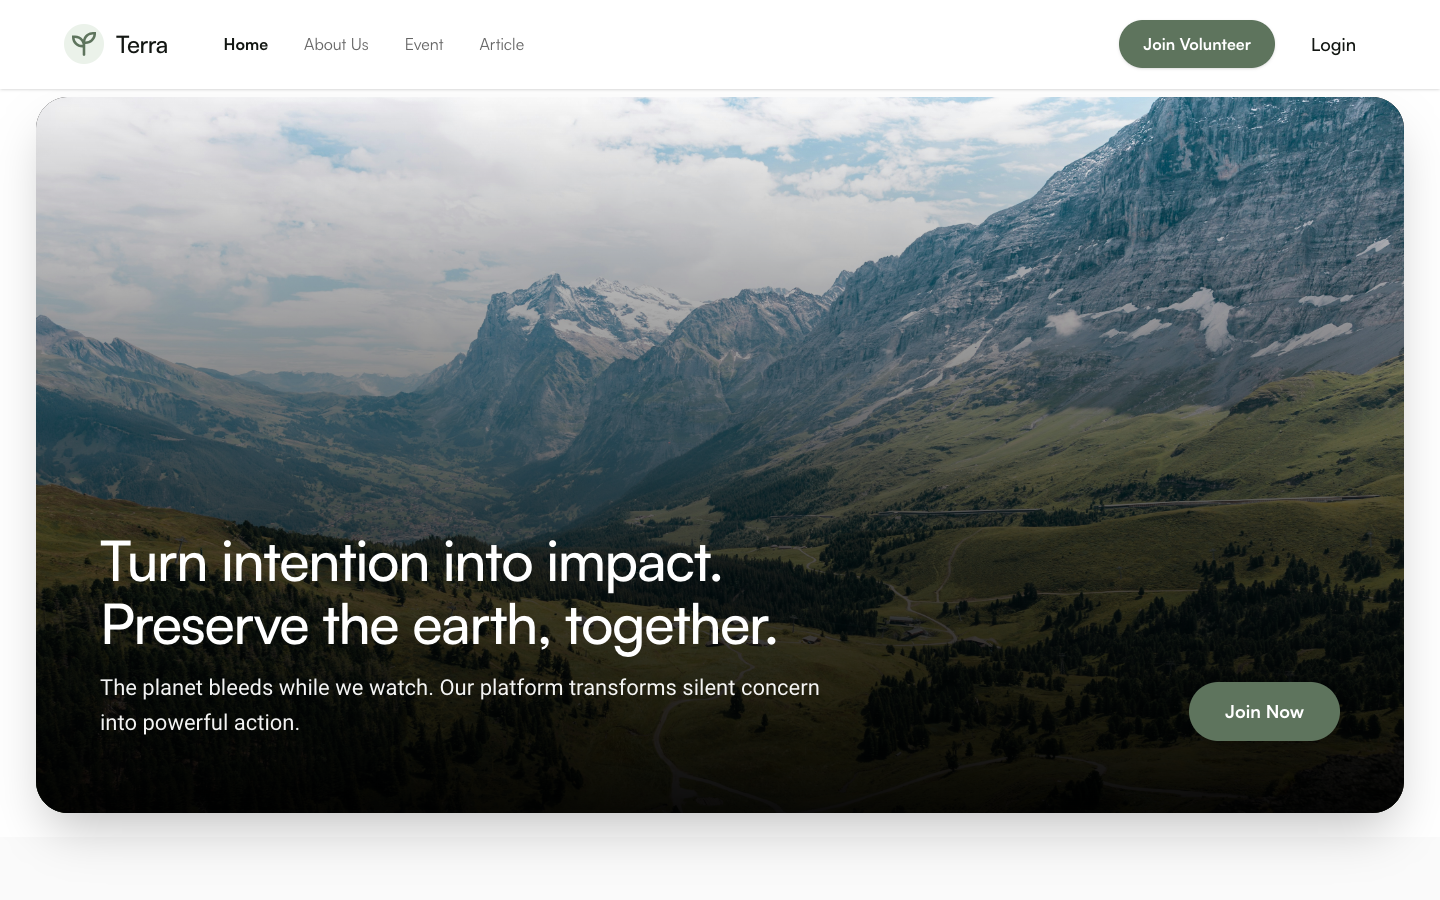 Terra
Home
About Us
Event
Article
Join Volunteer
Login
Turn intention into impact.
Preserve the earth, together.
The planet bleeds while we watch. Our platform transforms silent concern
into powerful action.
Join Now